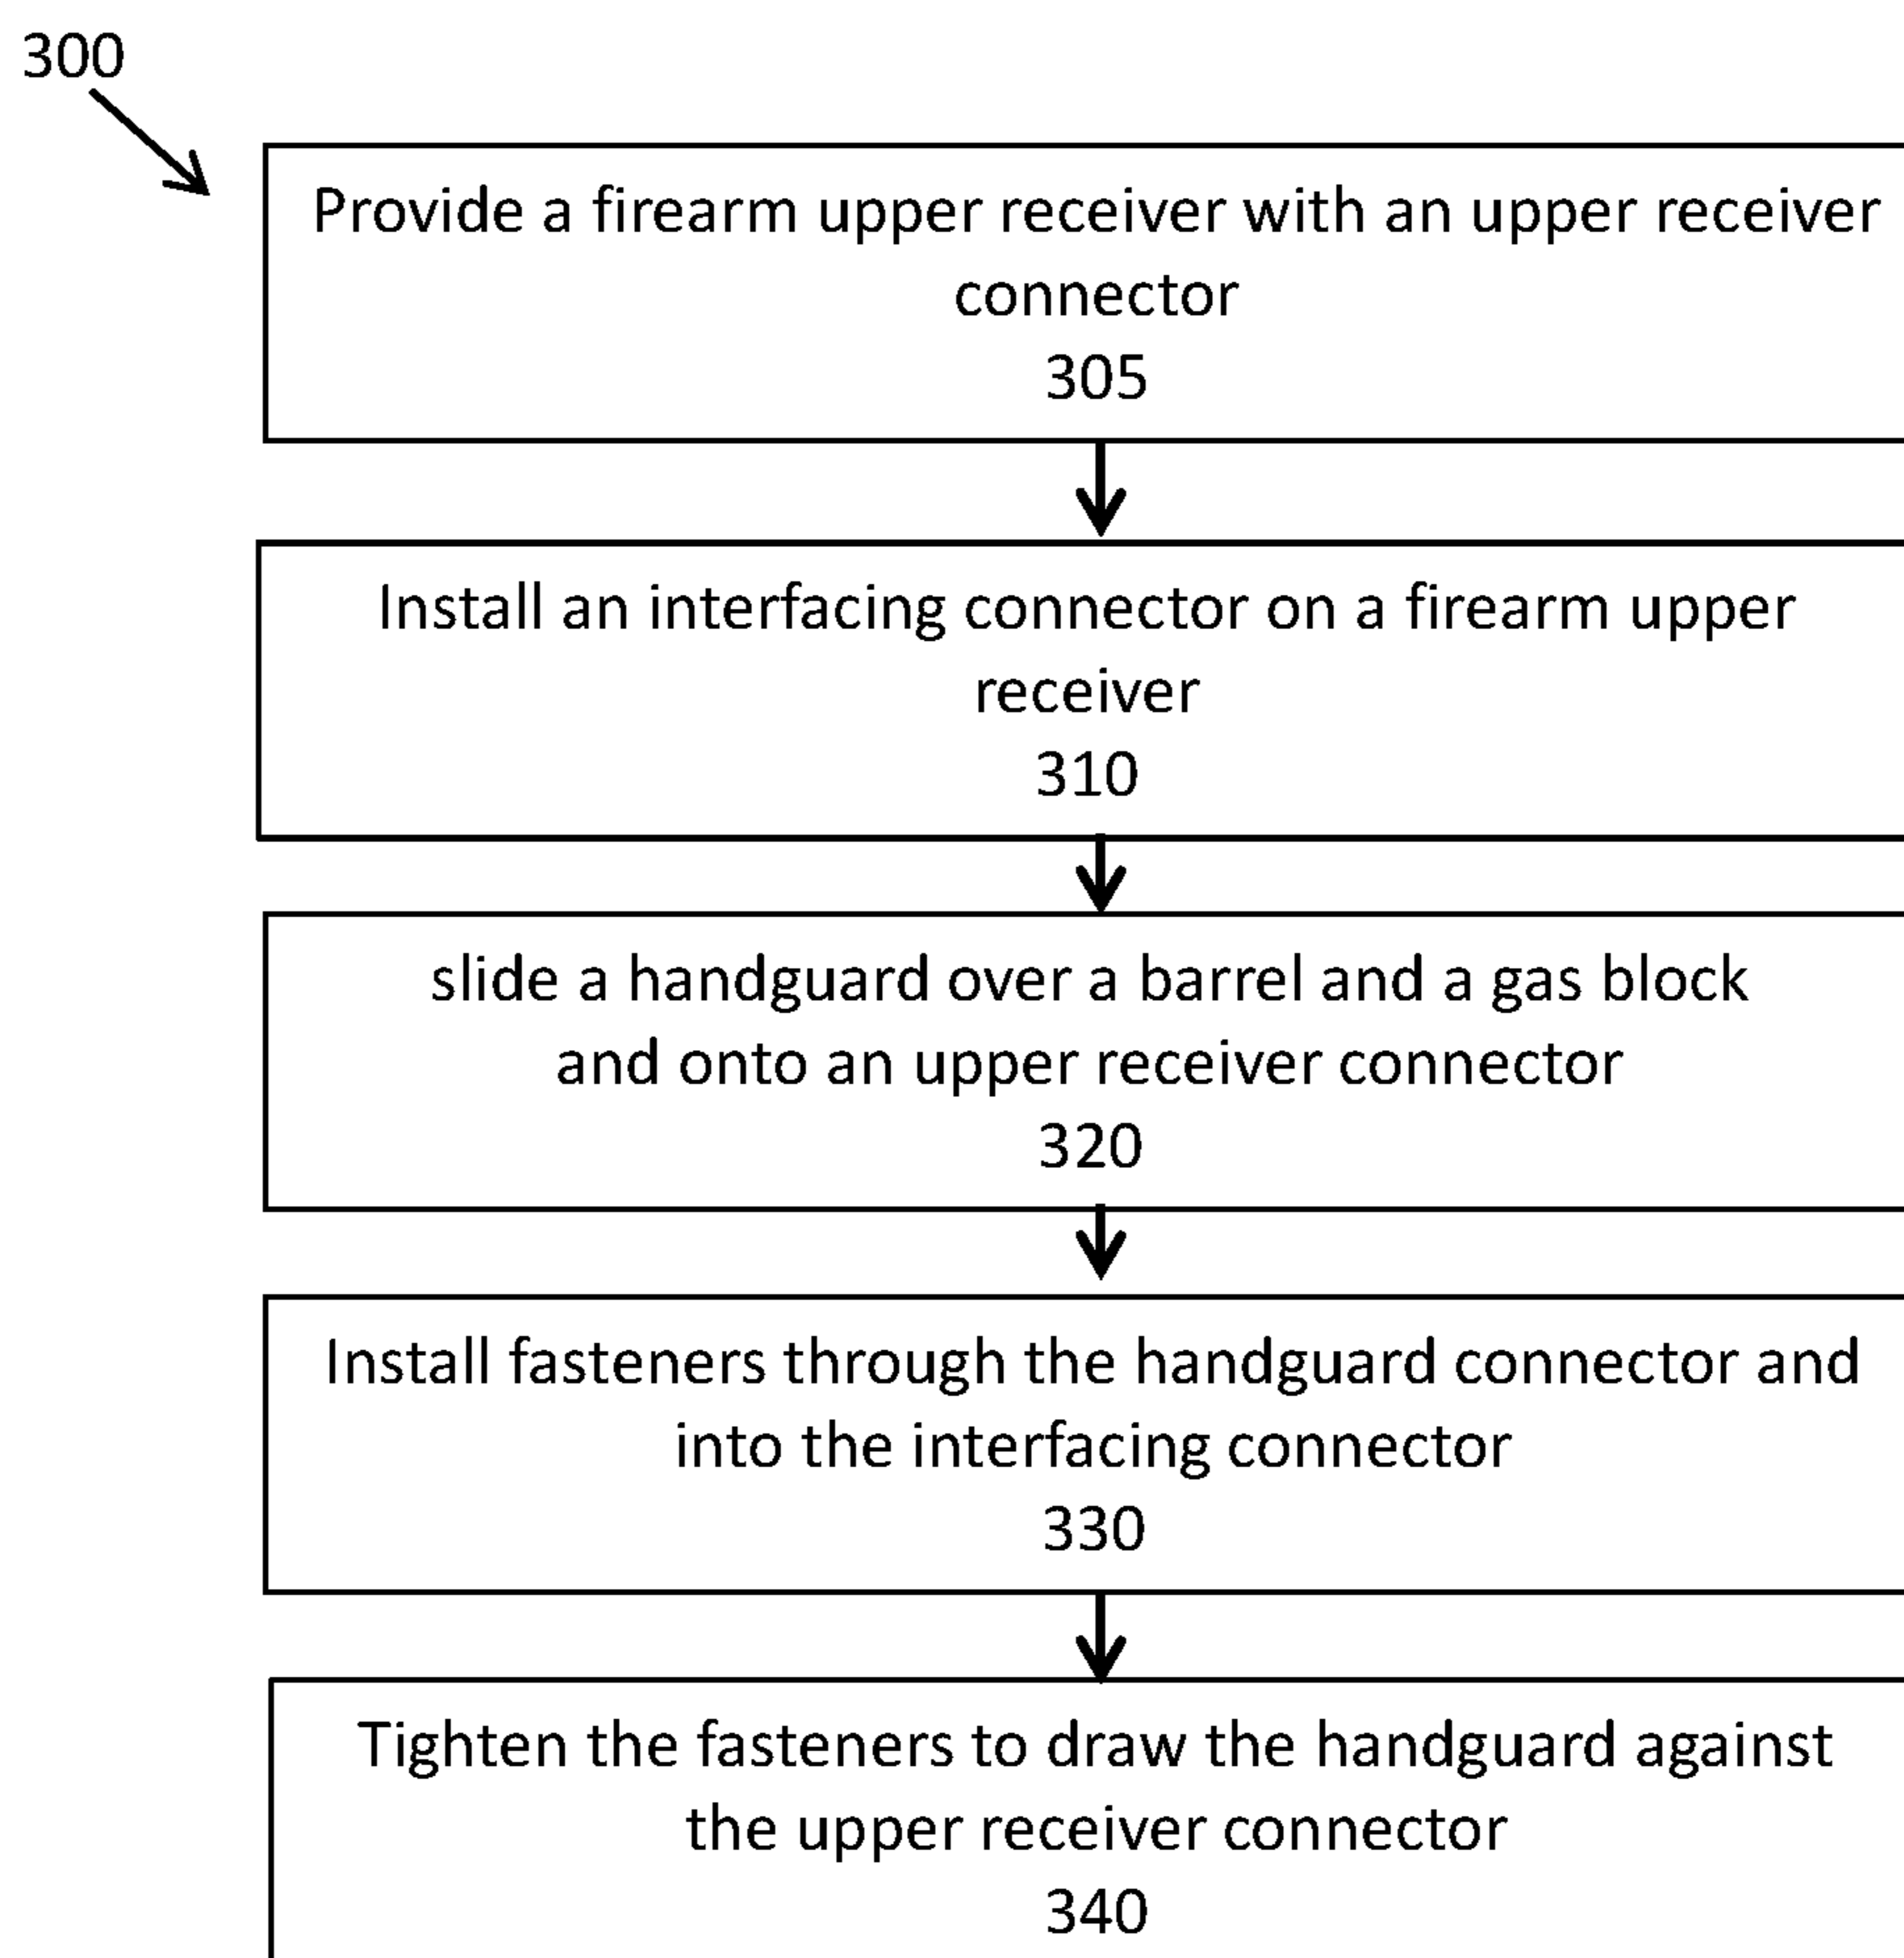 300
Provide a firearm upper receiver with an upper receiver
connector
305
Install an interfacing connector on a firearm upper
receiver
310
slide a handguard over a barrel and a gas block
and onto an upper receiver connector
320
Install fasteners through the handguard connector and
into the interfacing connector
330
Tighten the fasteners to draw the handguard against
the upper receiver connector
340